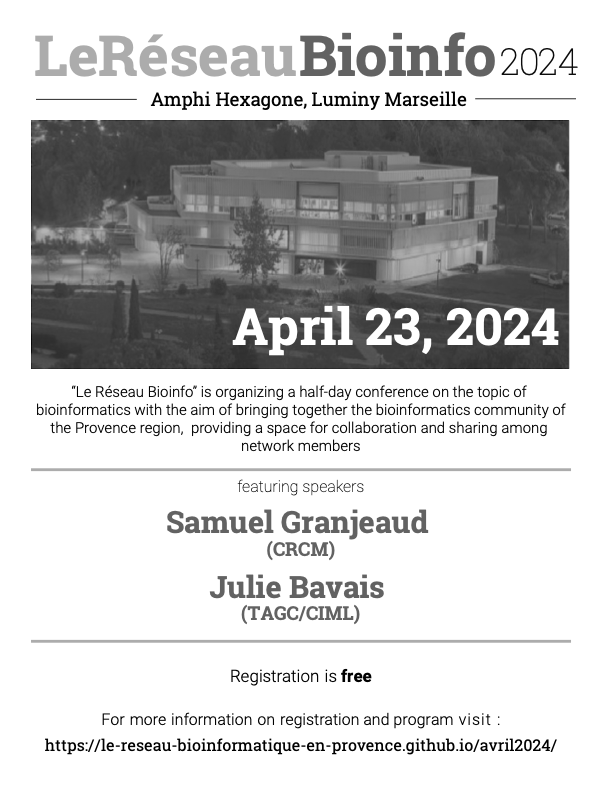 LeRéseauBioinfo2024
Amphi Hexagone, Luminy Marseille
April 23, 2024
“Le Réseau Bioinfo” is organizing a half-day conference on the topic of
bioinformatics with the aim of bringing together the bioinformatics community of
the Provence region, providing a space for collaboration and sharing among
network members
featuring speakers
Samuel Granjeaud
(CRCM)
Julie Bavais
(TAGC/CIML)
Registration is free
For more information on registration and program visit :
https://le-reseau-bioinformatique-en-provence.github.io/avril2024/